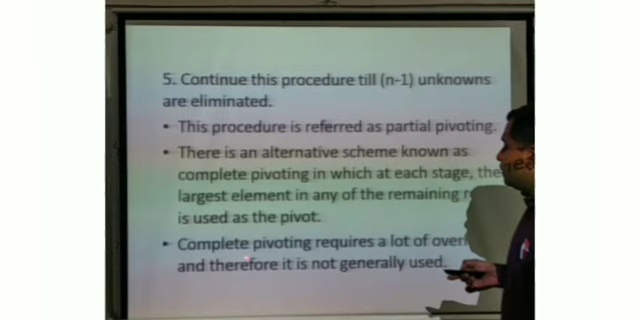 5. Continue this procedure till (n-1) unknowns
are eliminated.
• This procedure is referred as partial pivoting.
• There is an alternative scheme known as
complete pivoting in which at each stage, the
largest element in any of the remaining
is used as the pivot.
• Complete pivoting requires a lot of
and therefore it is not generally used.